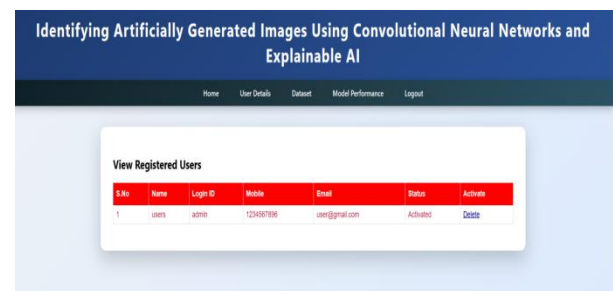 Identifying Artificially Generated Images Using Convolutional Neural Networks and
Explainable AI
Home User Details Dataset Model Performance Logout
View Registered Users
S.No Name Login ID Mobile Email Status Activate
1 users admin 1234567896 user@gmail.com Activated Delete